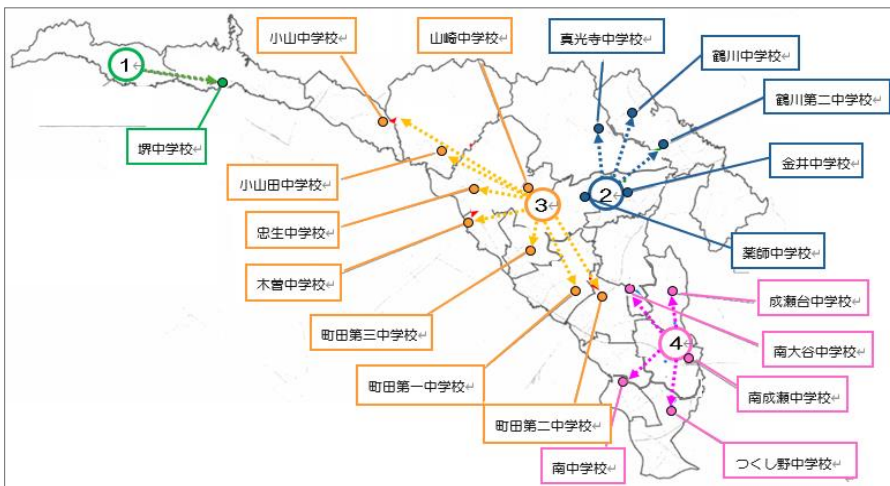 小山中学校↵
山崎中学校↵
真光寺中学校↵
鶴川中学校↵
鶴川第二中学校↵
1↵
堺中学校↵
金井中学校↵
小山田中学校↵
3↵
2↵
忠生中学校↵
薬師中学校↵
木曽中学校↵
成瀬台中学校↵
町田第三中学校↵
4↵
南大谷中学校↵
町田第一中学校↵
南成瀬中学校↵
町田第二中学校↵
南中学校↵
つくし野中学校↵